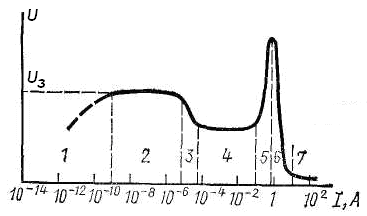 U
U₃
1 2 3 4 5 6 7
10⁻¹⁴ 10⁻¹² 10⁻¹⁰ 10⁻⁸ 10⁻⁶ 10⁻⁴ 10⁻² 1 10² I, A